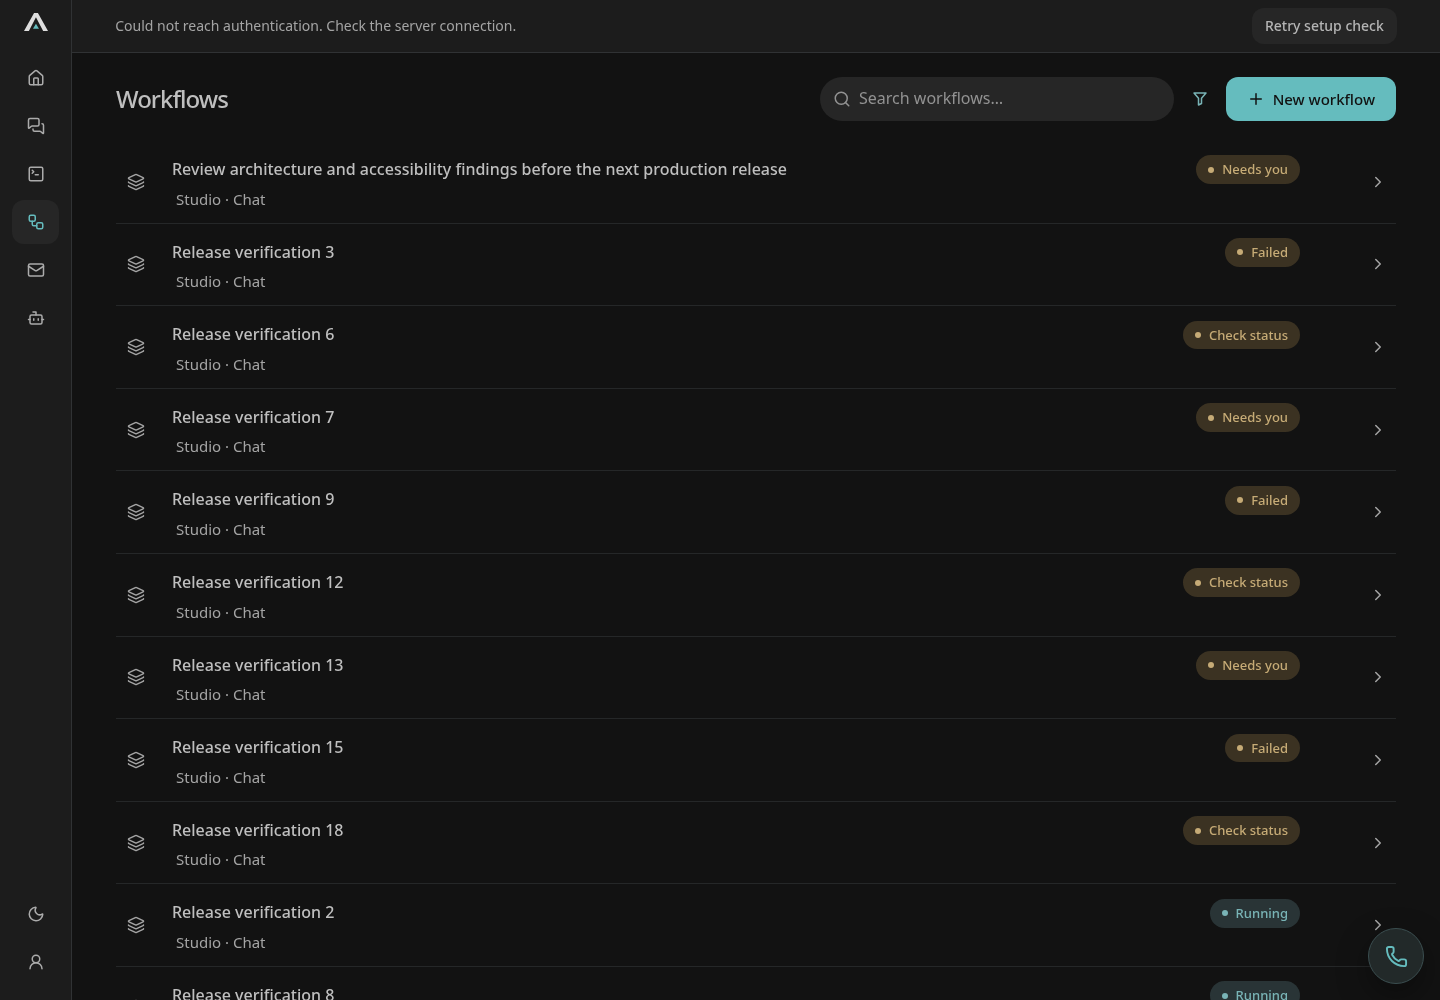 Could not reach authentication. Check the server connection.
Retry setup check
Workflows
Search workflows...
New workflow
Review architecture and accessibility findings before the next production release
Needs you
Studio · Chat
Release verification 3
Failed
Studio · Chat
Release verification 6
Check status
Studio · Chat
Release verification 7
Needs you
Studio · Chat
Release verification 9
Failed
Studio · Chat
Release verification 12
Check status
Studio · Chat
Release verification 13
Needs you
Studio · Chat
Release verification 15
Failed
Studio · Chat
Release verification 18
Check status
Studio · Chat
Release verification 2
Running
Studio · Chat
Release verification 8
Running